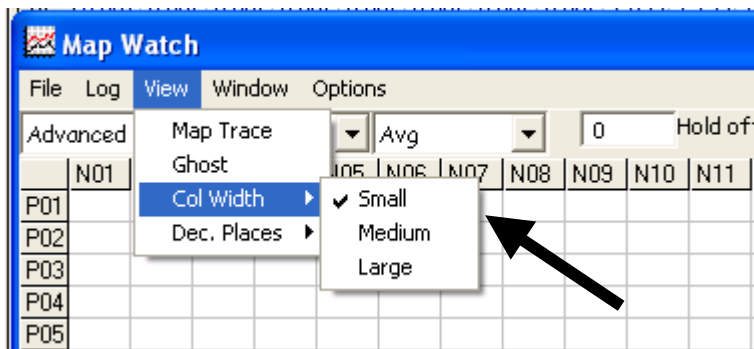 Map Watch
File Log View Window Options
Advanced Avg 0 Hold of
Map Trace
Ghost
Col Width
Dec. Places
Small
Medium
Large
N01 N05 N06 N07 N08 N09 N10 N11
P01
P02
P03
P04
P05